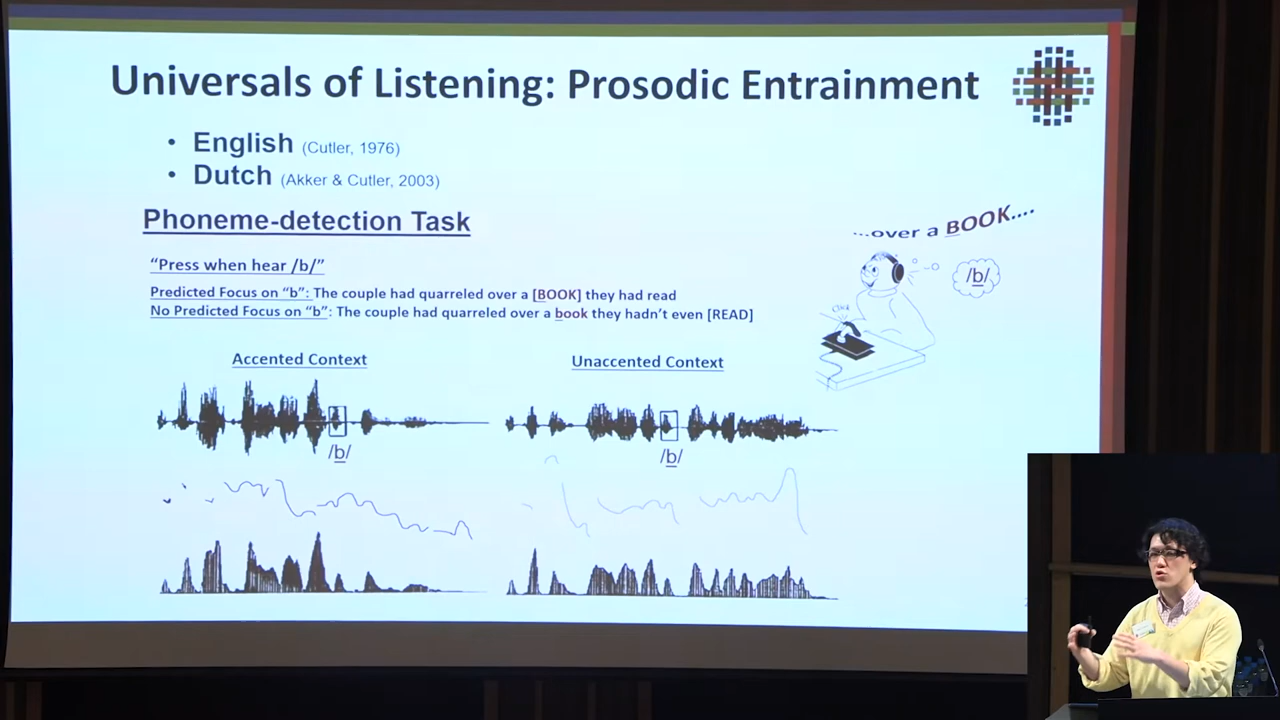 Universals of Listening: Prosodic Entrainment
• English (Cutler, 1976)
• Dutch (Akker & Cutler, 2003)
Phoneme-detection Task
“Press when hear /b/”
Predicted Focus on “b”: The couple had quarreled over a [BOOK] they had read
No Predicted Focus on “b”: The couple had quarreled over a book they hadn’t even [READ]
...over a BOOK....
/b/
CLICK
Accented Context
Unaccented Context
/b/
/b/